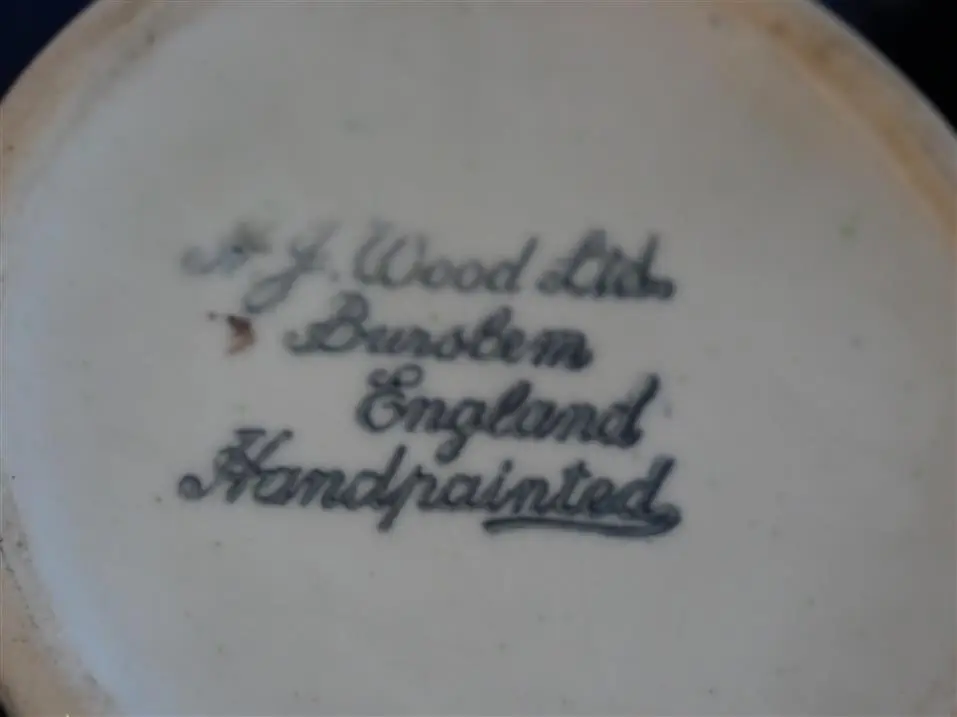 H. J. Wood Ltd.
Burslem
England
Handpainted